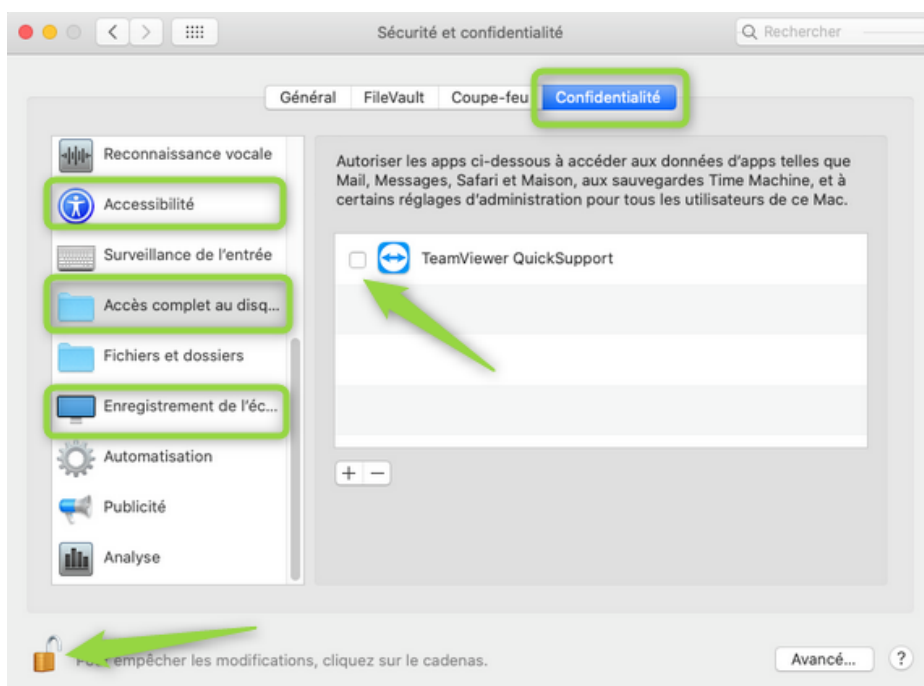 Sécurité et confidentialité
Rechercher
Général FileVault Coupe-feu Confidentialité
Reconnaissance vocale
Accessibilité
Surveillance de l'entrée
Accès complet au disq...
Fichiers et dossiers
Enregistrement de l'éc...
Automatisation
Publicité
Analyse
Autoriser les apps ci-dessous à accéder aux données d'apps telles que
Mail, Messages, Safari et Maison, aux sauvegardes Time Machine, et à
certains réglages d'administration pour tous les utilisateurs de ce Mac.
TeamViewer QuickSupport
+ −
empêcher les modifications, cliquez sur le cadenas.
Avancé... ?